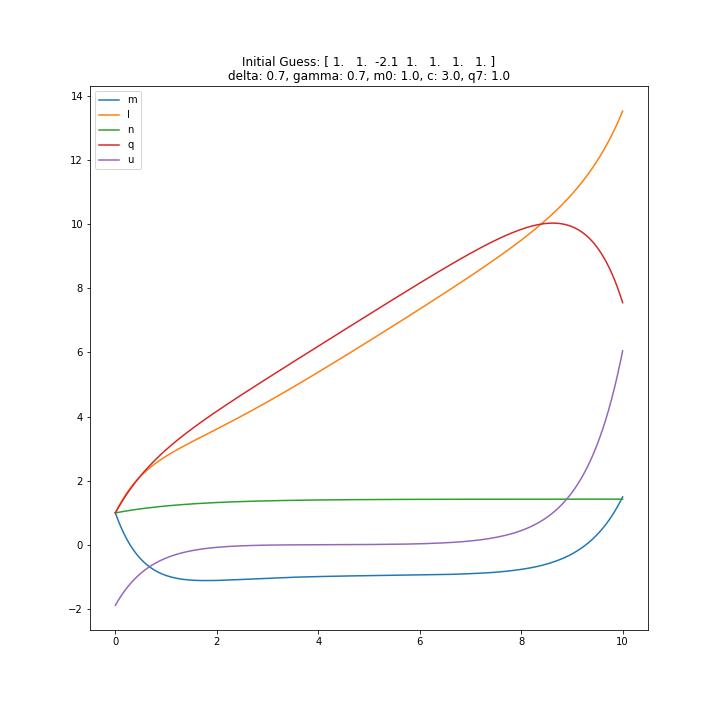 Initial Guess: [ 1. 1. -2.1 1. 1. 1. 1. ]
delta: 0.7, gamma: 0.7, m0: 1.0, c: 3.0, q7: 1.0
m
l
n
q
u
14
12
10
8
6
4
2
0
−2
0 2 4 6 8 10